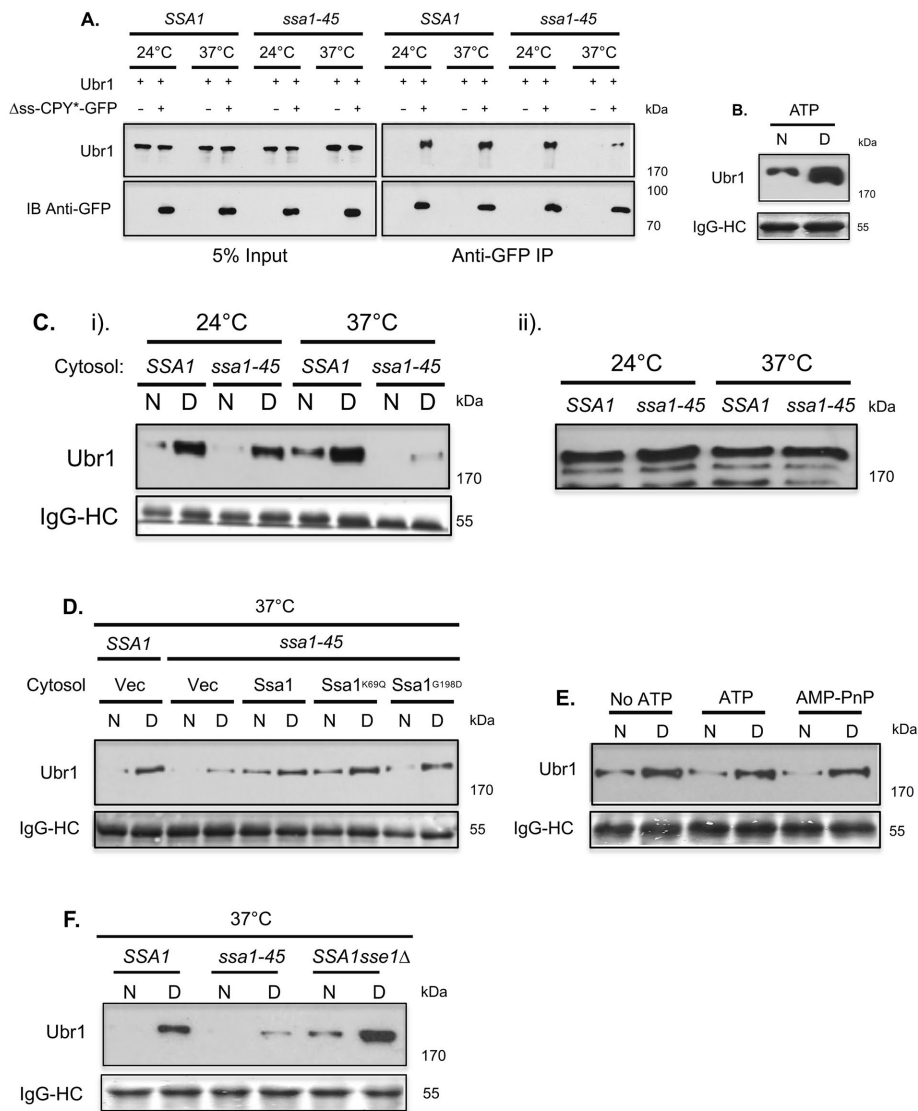 A.
SSA1 ssa1-45 SSA1 ssa1-45
24°C 37°C 24°C 37°C 24°C 37°C 24°C 37°C
Ubr1 + + + + + + + + + + + + + + + +
Δss-CPY*-GFP – + – + – + – + – + – + – + – + kDa
Ubr1 170
IB Anti-GFP 100
70
5% Input Anti-GFP IP
B.
ATP
N D kDa
Ubr1 170
IgG-HC 55
C. i).
24°C 37°C
Cytosol: SSA1 ssa1-45 SSA1 ssa1-45
N D N D N D N D kDa
Ubr1 170
IgG-HC 55
ii).
24°C 37°C
SSA1 ssa1-45 SSA1 ssa1-45 kDa
170
D.
37°C
SSA1 ssa1-45
Cytosol Vec Vec Ssa1 Ssa1K69Q Ssa1G198D
N D N D N D N D N D kDa
Ubr1 170
IgG-HC 55
E.
No ATP ATP AMP-PnP
N D N D N D kDa
Ubr1 170
IgG-HC 55
F.
37°C
SSA1 ssa1-45 SSA1sse1Δ
N D N D N D kDa
Ubr1 170
IgG-HC 55